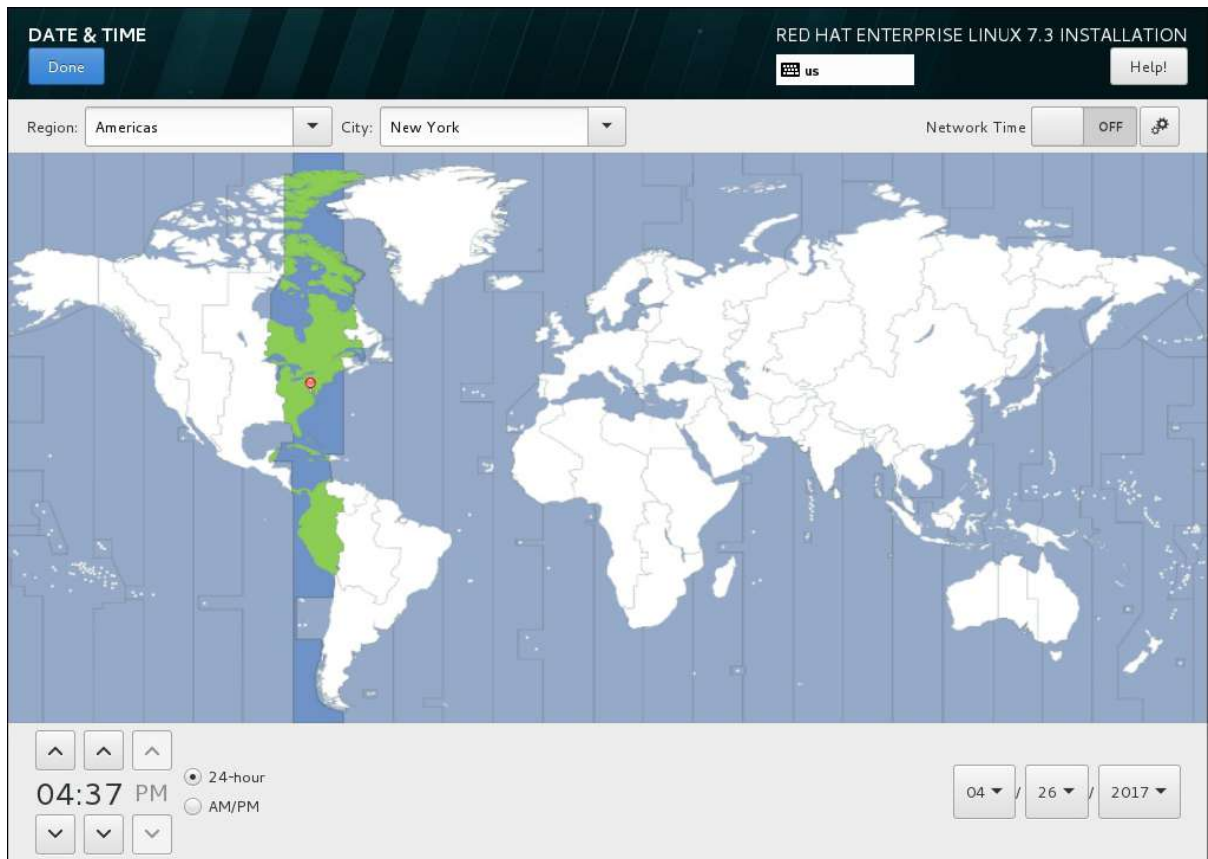 DATE & TIME
RED HAT ENTERPRISE LINUX 7.3 INSTALLATION
Done
us
Help!
Region: Americas City: New York Network Time OFF
04:37 PM
24-hour
AM/PM
04 / 26 / 2017